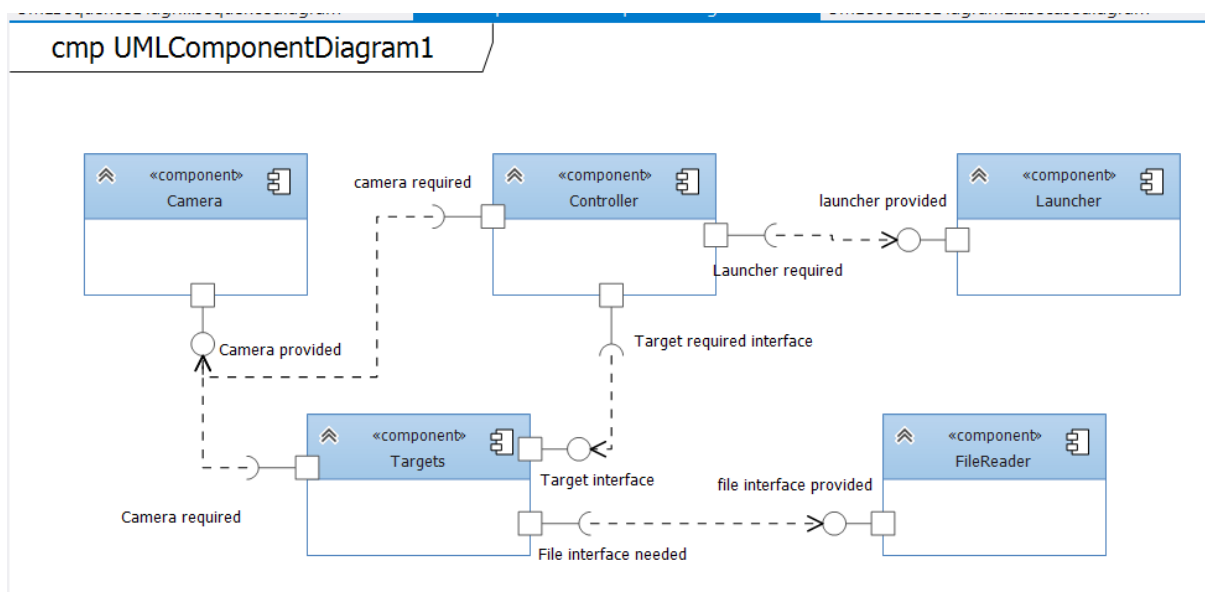 cmp UMLComponentDiagram1
«component»
Camera
camera required
«component»
Controller
launcher provided
«component»
Launcher
Launcher required
Camera provided
Target required interface
«component»
Targets
Target interface
file interface provided
«component»
FileReader
Camera required
File interface needed